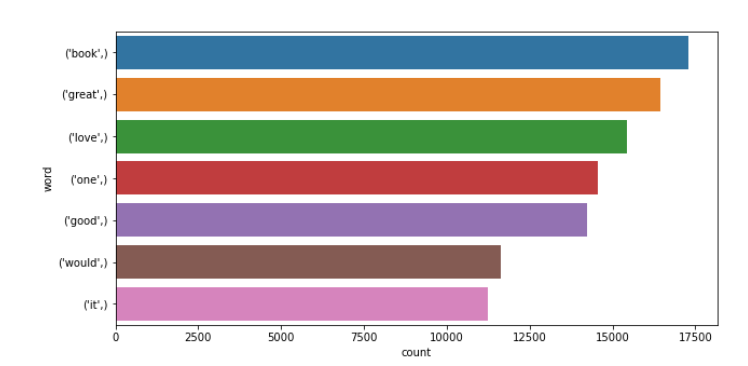 ('book',)
('great',)
('love',)
('one',)
('good',)
('would',)
('it',)
word
0 2500 5000 7500 10000 12500 15000 17500
count